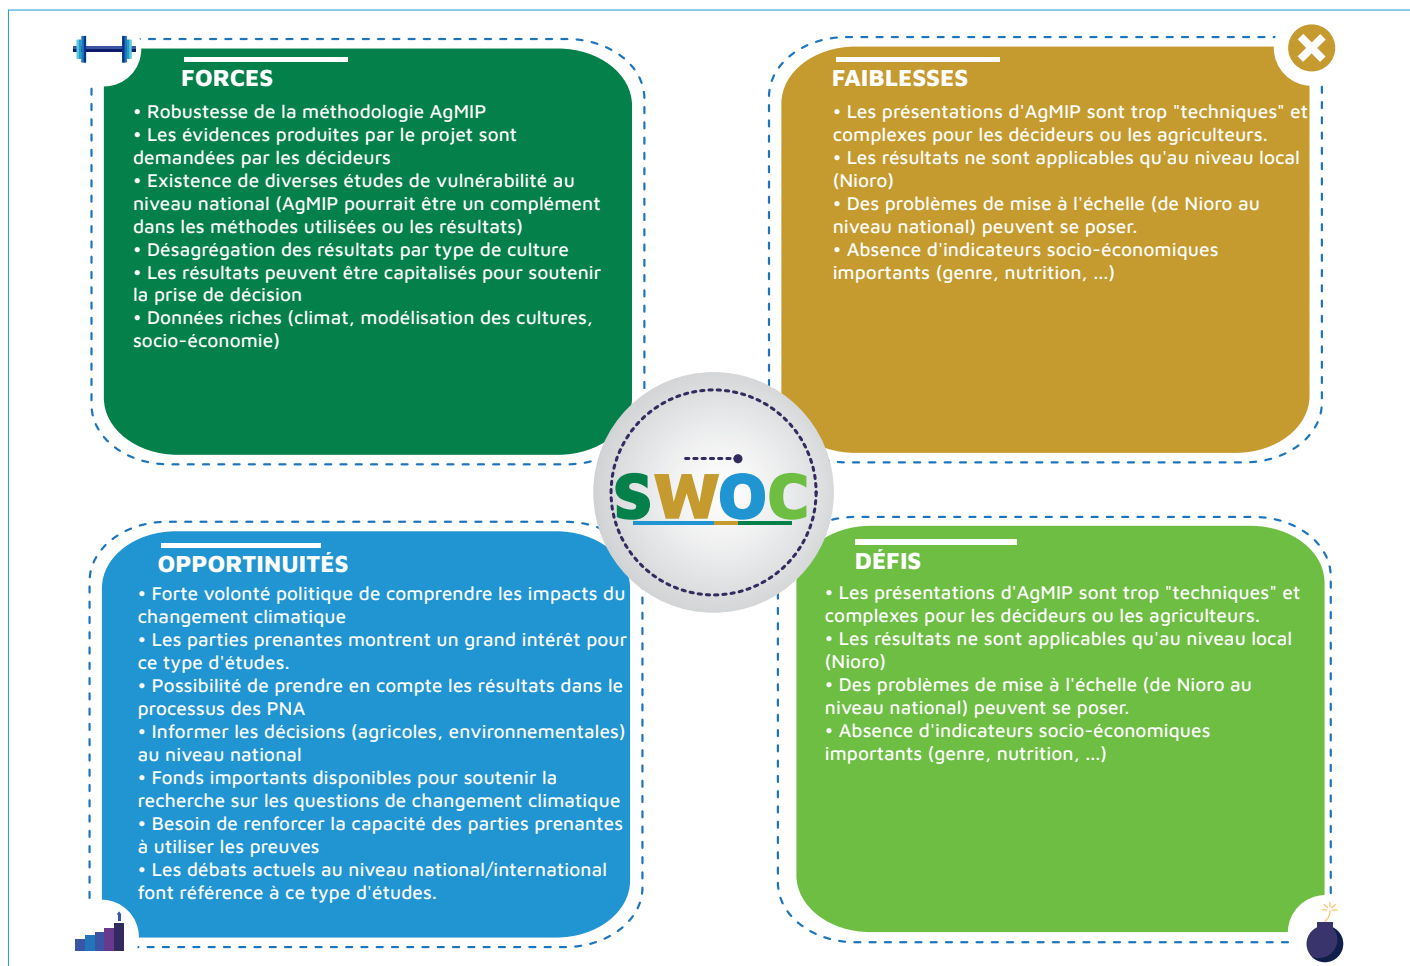 FORCES
• Robustesse de la méthodologie AgMIP
• Les évidences produites par le projet sont
demandées par les décideurs
• Existence de diverses études de vulnérabilité au
niveau national (AgMIP pourrait être un complément
dans les méthodes utilisées ou les résultats)
• Désagrégation des résultats par type de culture
• Les résultats peuvent être capitalisés pour soutenir
la prise de décision
• Données riches (climat, modélisation des cultures,
socio-économie)
FAIBLESSES
• Les présentations d'AgMIP sont trop "techniques" et
complexes pour les décideurs ou les agriculteurs.
• Les résultats ne sont applicables qu'au niveau local
(Nioro)
• Des problèmes de mise à l'échelle (de Nioro au
niveau national) peuvent se poser.
• Absence d'indicateurs socio-économiques
importants (genre, nutrition, ...)
SWOC
OPPORTINUITÉS
• Forte volonté politique de comprendre les impacts du
changement climatique
• Les parties prenantes montrent un grand intérêt pour
ce type d'études.
• Possibilité de prendre en compte les résultats dans le
processus des PNA
• Informer les décisions (agricoles, environnementales)
au niveau national
• Fonds importants disponibles pour soutenir la
recherche sur les questions de changement climatique
• Besoin de renforcer la capacité des parties prenantes
à utiliser les preuves
• Les débats actuels au niveau national/international
font référence à ce type d'études.
DÉFIS
• Les présentations d'AgMIP sont trop "techniques" et
complexes pour les décideurs ou les agriculteurs.
• Les résultats ne sont applicables qu'au niveau local
(Nioro)
• Des problèmes de mise à l'échelle (de Nioro au
niveau national) peuvent se poser.
• Absence d'indicateurs socio-économiques
importants (genre, nutrition, ...)